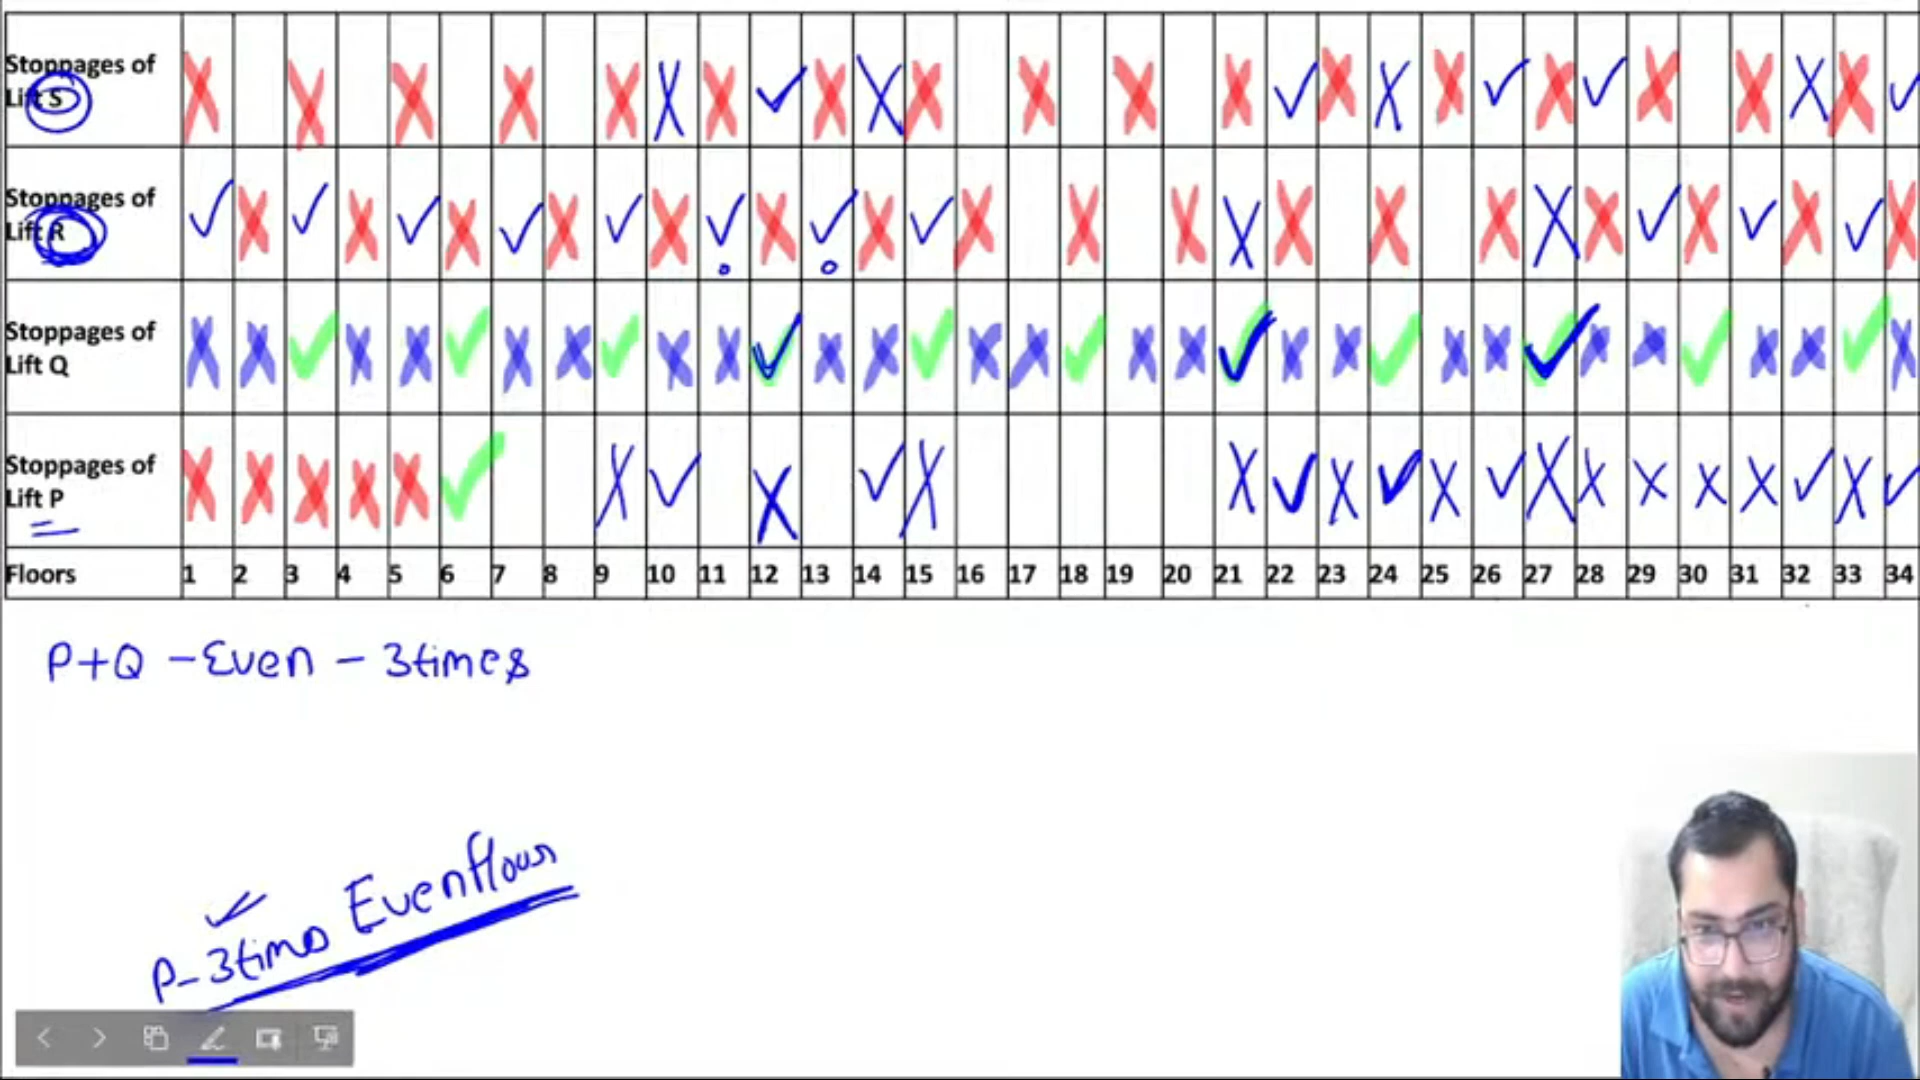 Stoppages of
Lift S
Stoppages of
Lift R
Stoppages of
Lift Q
Stoppages of
Lift P
Floors 1 2 3 4 5 6 7 8 9 10 11 12 13 14 15 16 17 18 19 20 21 22 23 24 25 26 27 28 29 30 31 32 33 34
P+Q - Even - 3times
P- 3times Evenflour